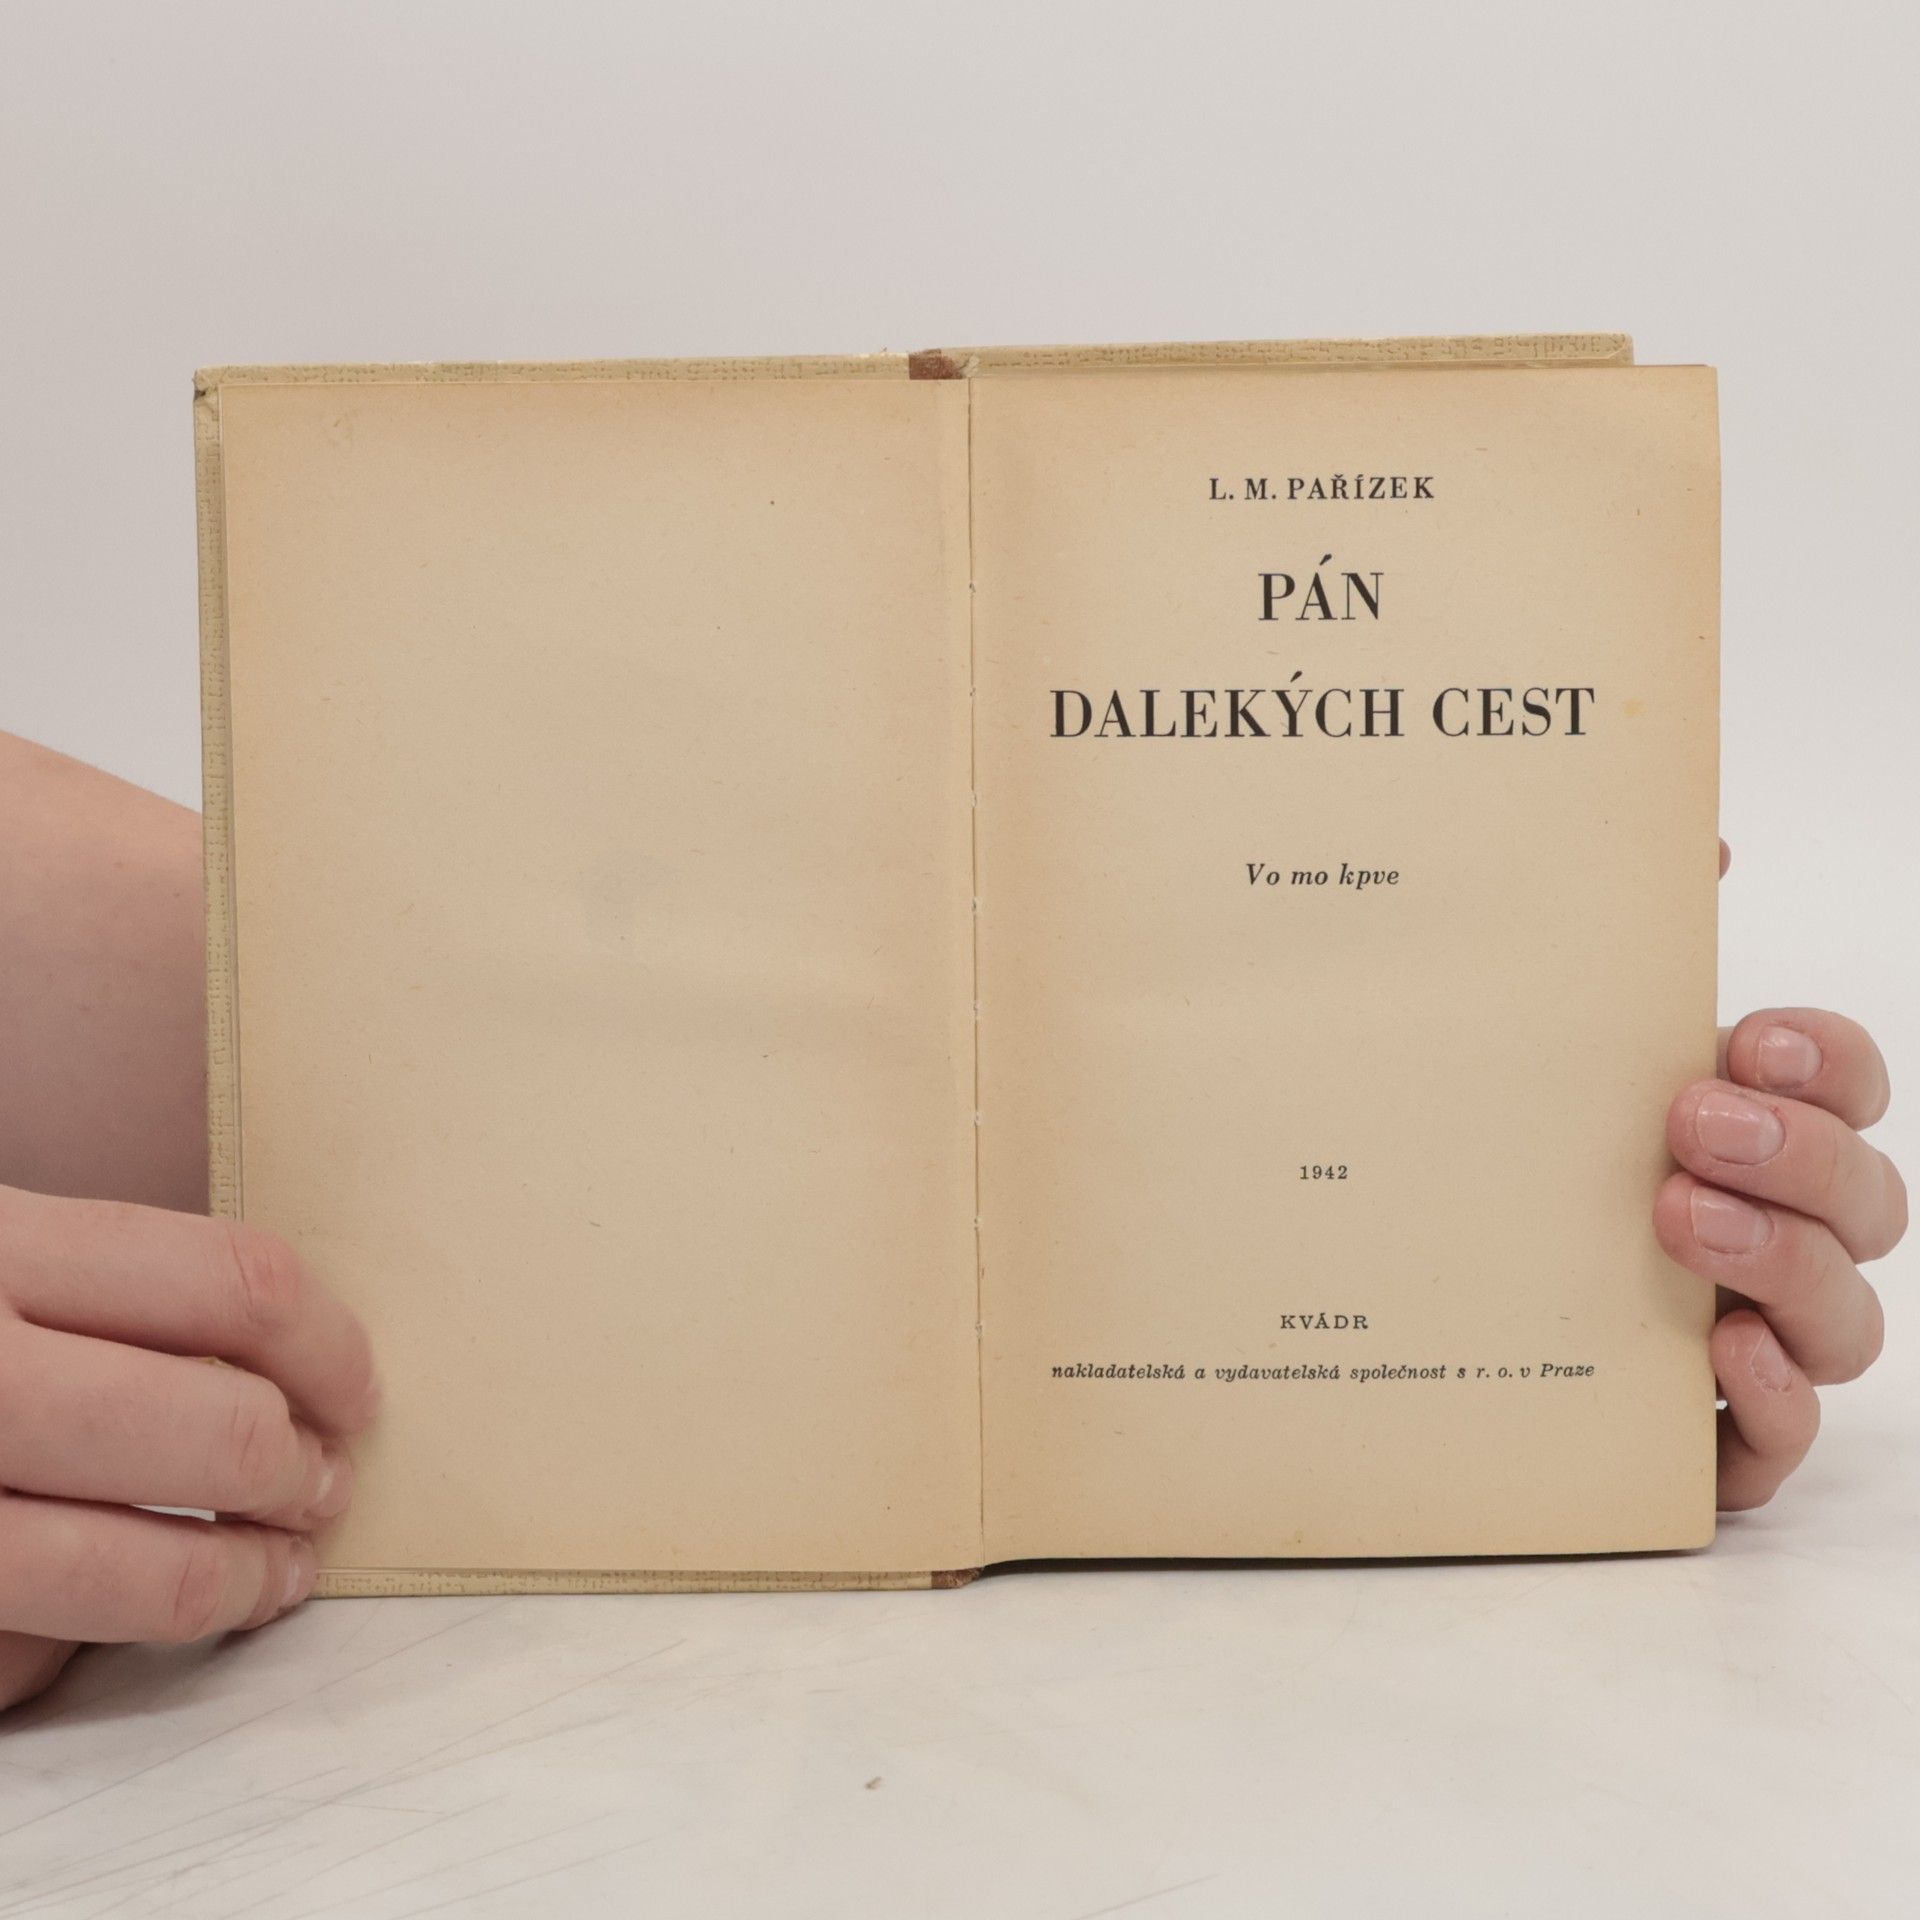 L. M. PAŘÍZEK
PÁN
DALEKÝCH CEST
Vo mo kpve
1942
KVÁDR
nakladatelská a vydavatelská společnost s r. o. v Praze